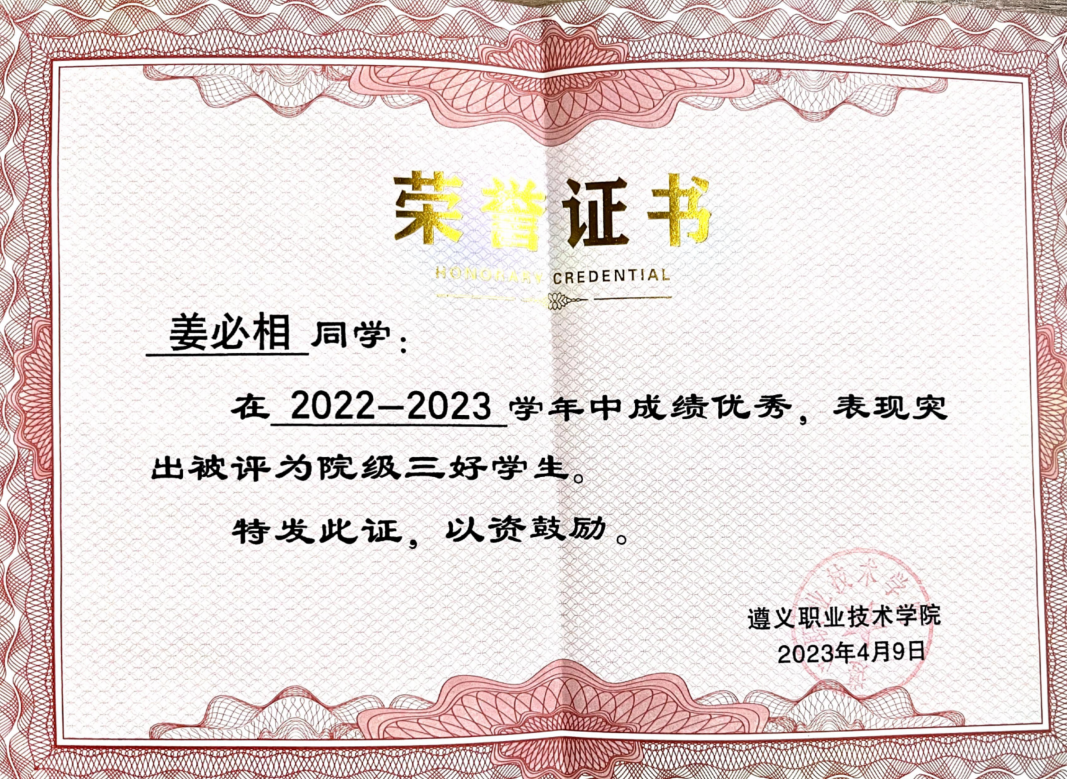 荣誉证书
HONORARY CREDENTIAL
姜必相 同学：
在 2022—2023 学年中成绩优秀，表现突
出被评为院级三好学生。
特发此证，以资鼓励。
遵义职业技术学院
2023年4月9日